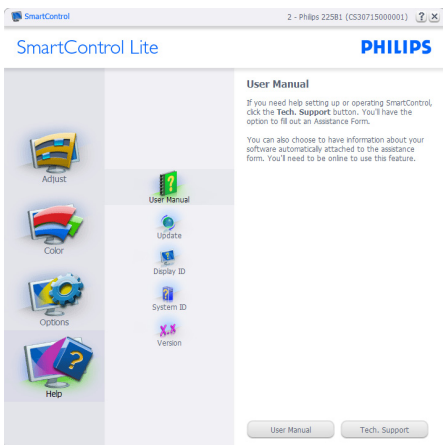 SmartControl
2 - Philips 225B1 (CS30715000001)
SmartControl Lite
PHILIPS
User Manual
If you need help setting up or operating SmartControl,
click the Tech. Support button. You'll have the
option to fill out an Assistance Form.
You can also choose to have information about your
software automatically attached to the assistance
form. You'll need to be online to use this feature.
Adjust
Color
Options
Help
User Manual
Update
Display ID
System ID
X.X
Version
User Manual
Tech. Support